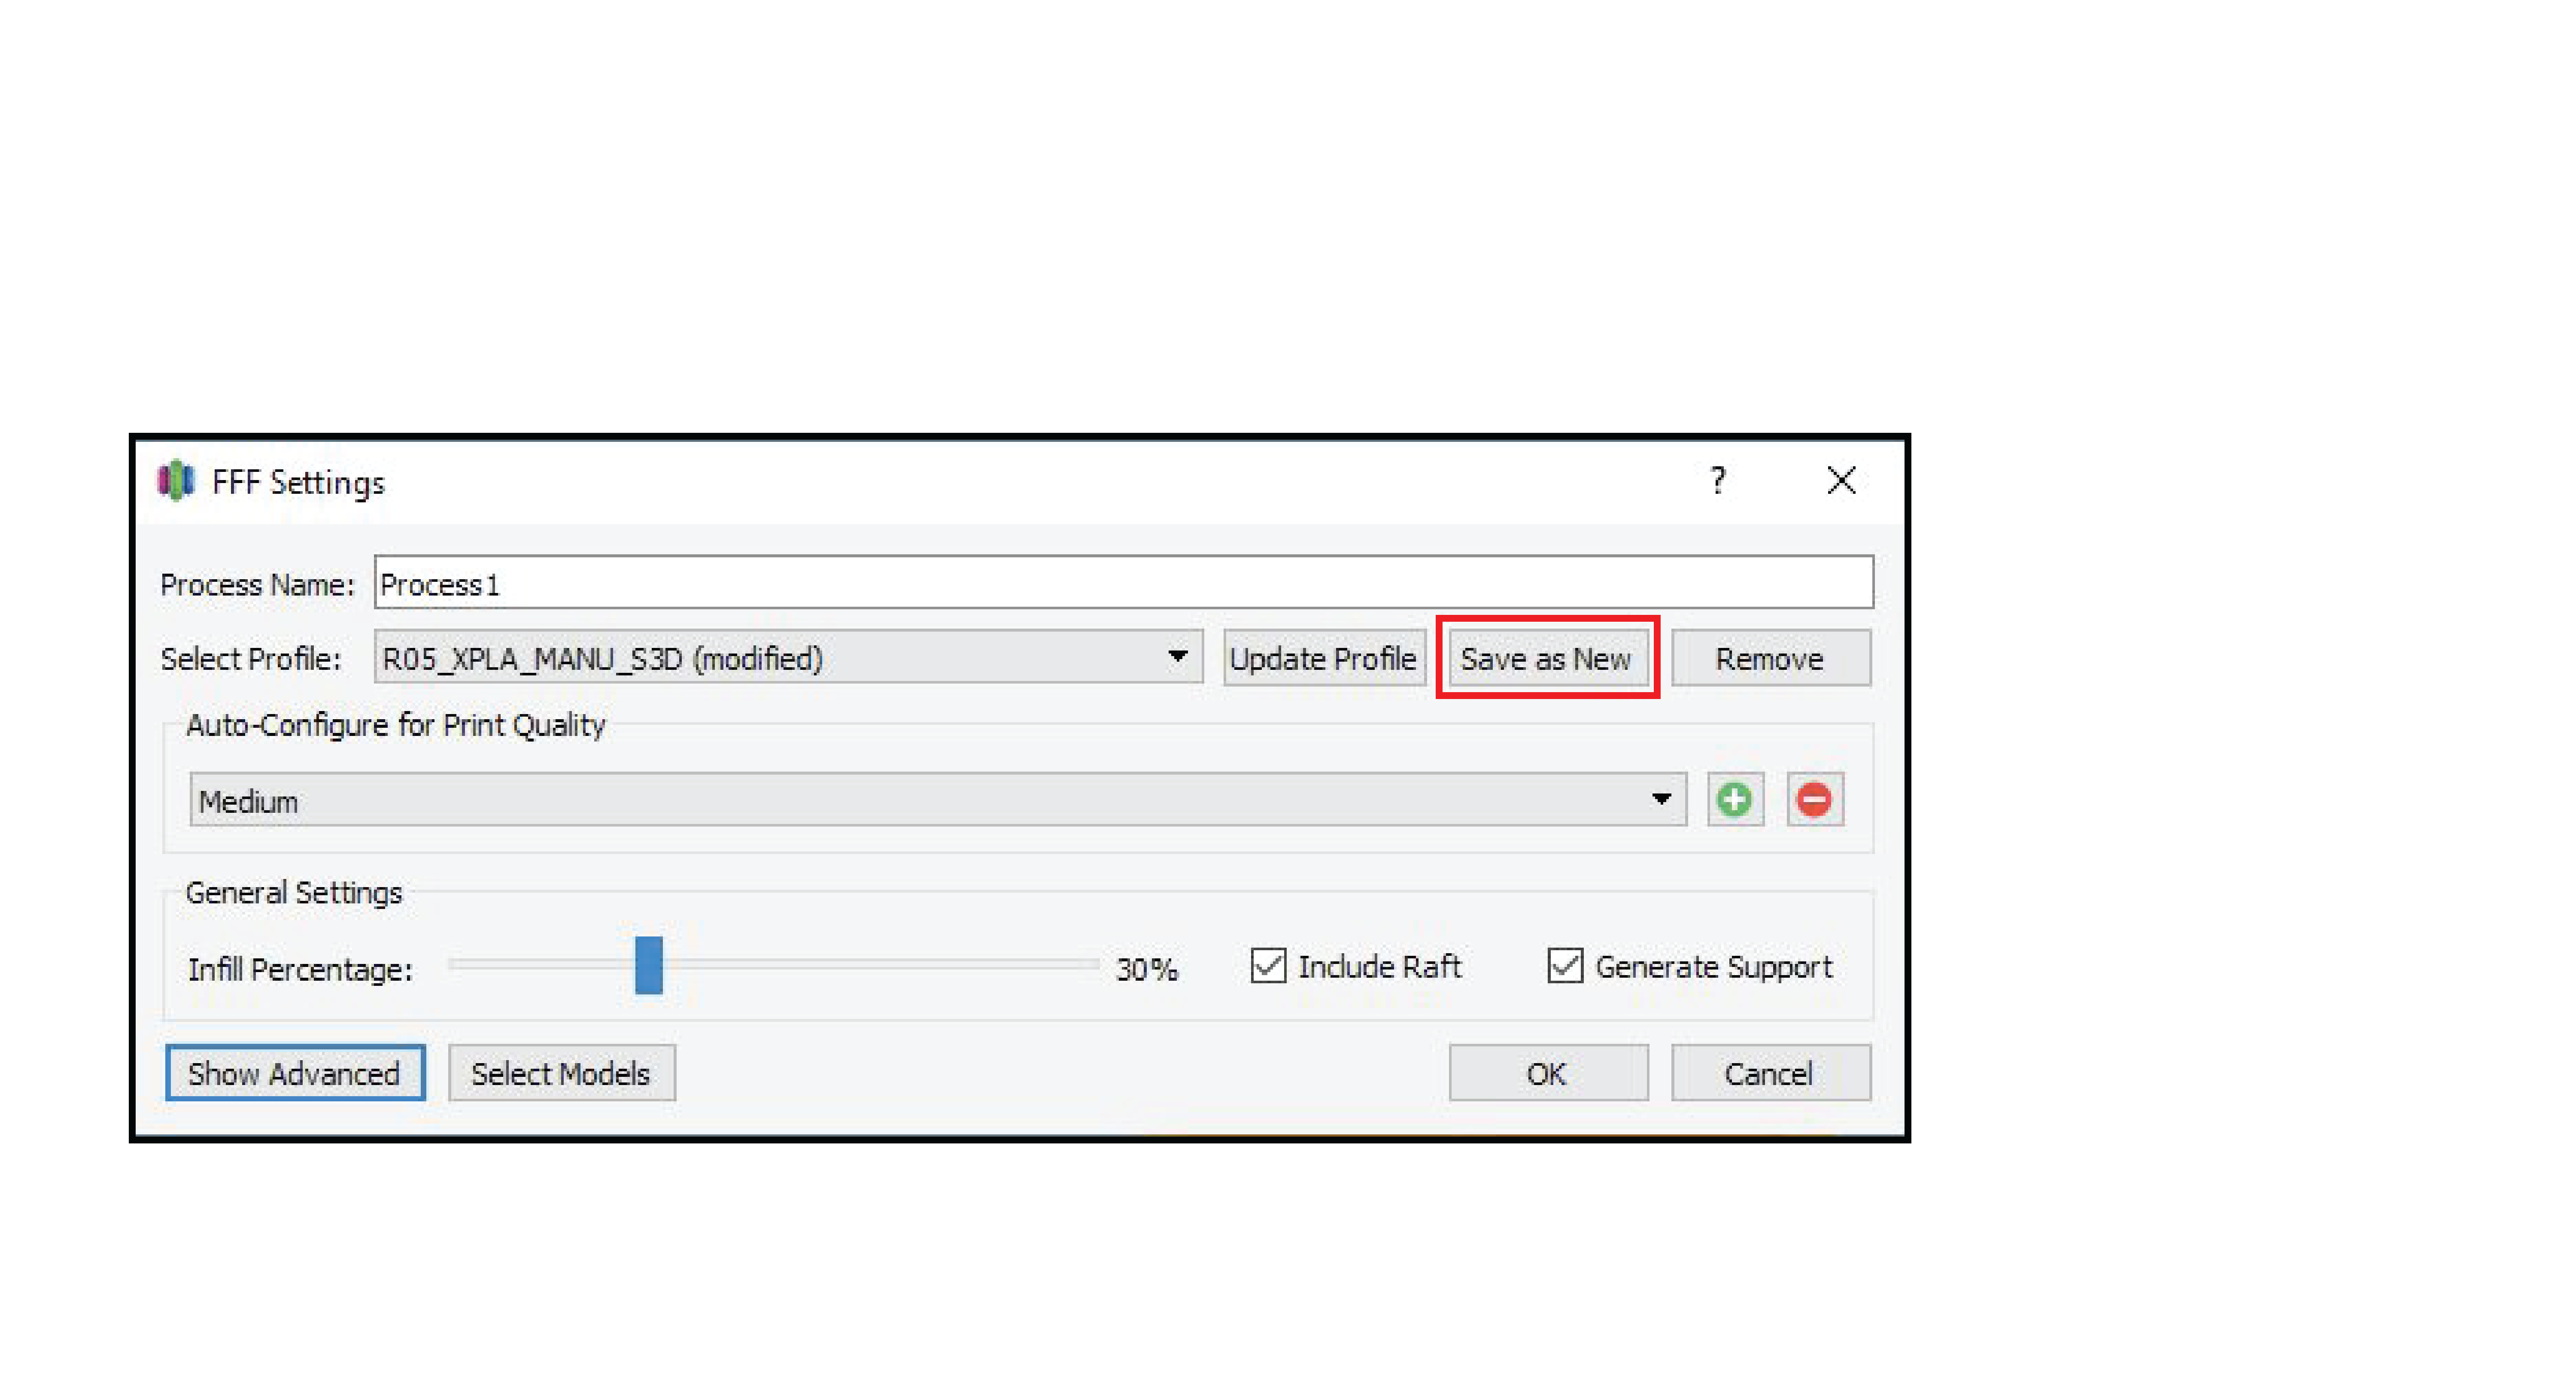 FFF Settings ?
Process Name: Process1
Select Profile: R05_XPLA_MANU_S3D (modified) Update Profile Save as New Remove
Auto-Configure for Print Quality
Medium
General Settings
Infill Percentage: 30% Include Raft Generate Support
Show Advanced Select Models OK Cancel